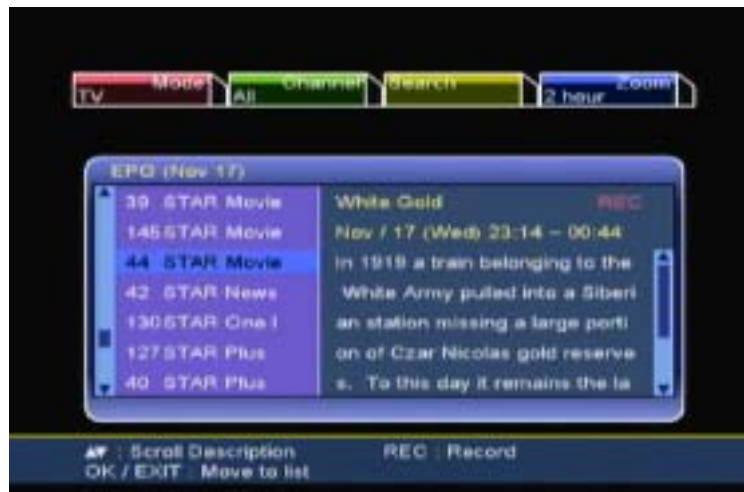 Mode
TV
Channel
All
Search
Zoom
2 hour
EPG (Nov 17)
39 STAR Movie
145 STAR Movie
44 STAR Movie
42 STAR News
130 STAR One I
127 STAR Plus
40 STAR Plus
White Gold REC
Nov / 17 (Wed) 23:14 - 00:44
In 1919 a train belonging to the
White Army pulled into a Siberi
an station missing a large porti
on of Czar Nicolas gold reserve
s. To this day it remains the la
▲▼ : Scroll Description REC : Record
OK / EXIT : Move to list